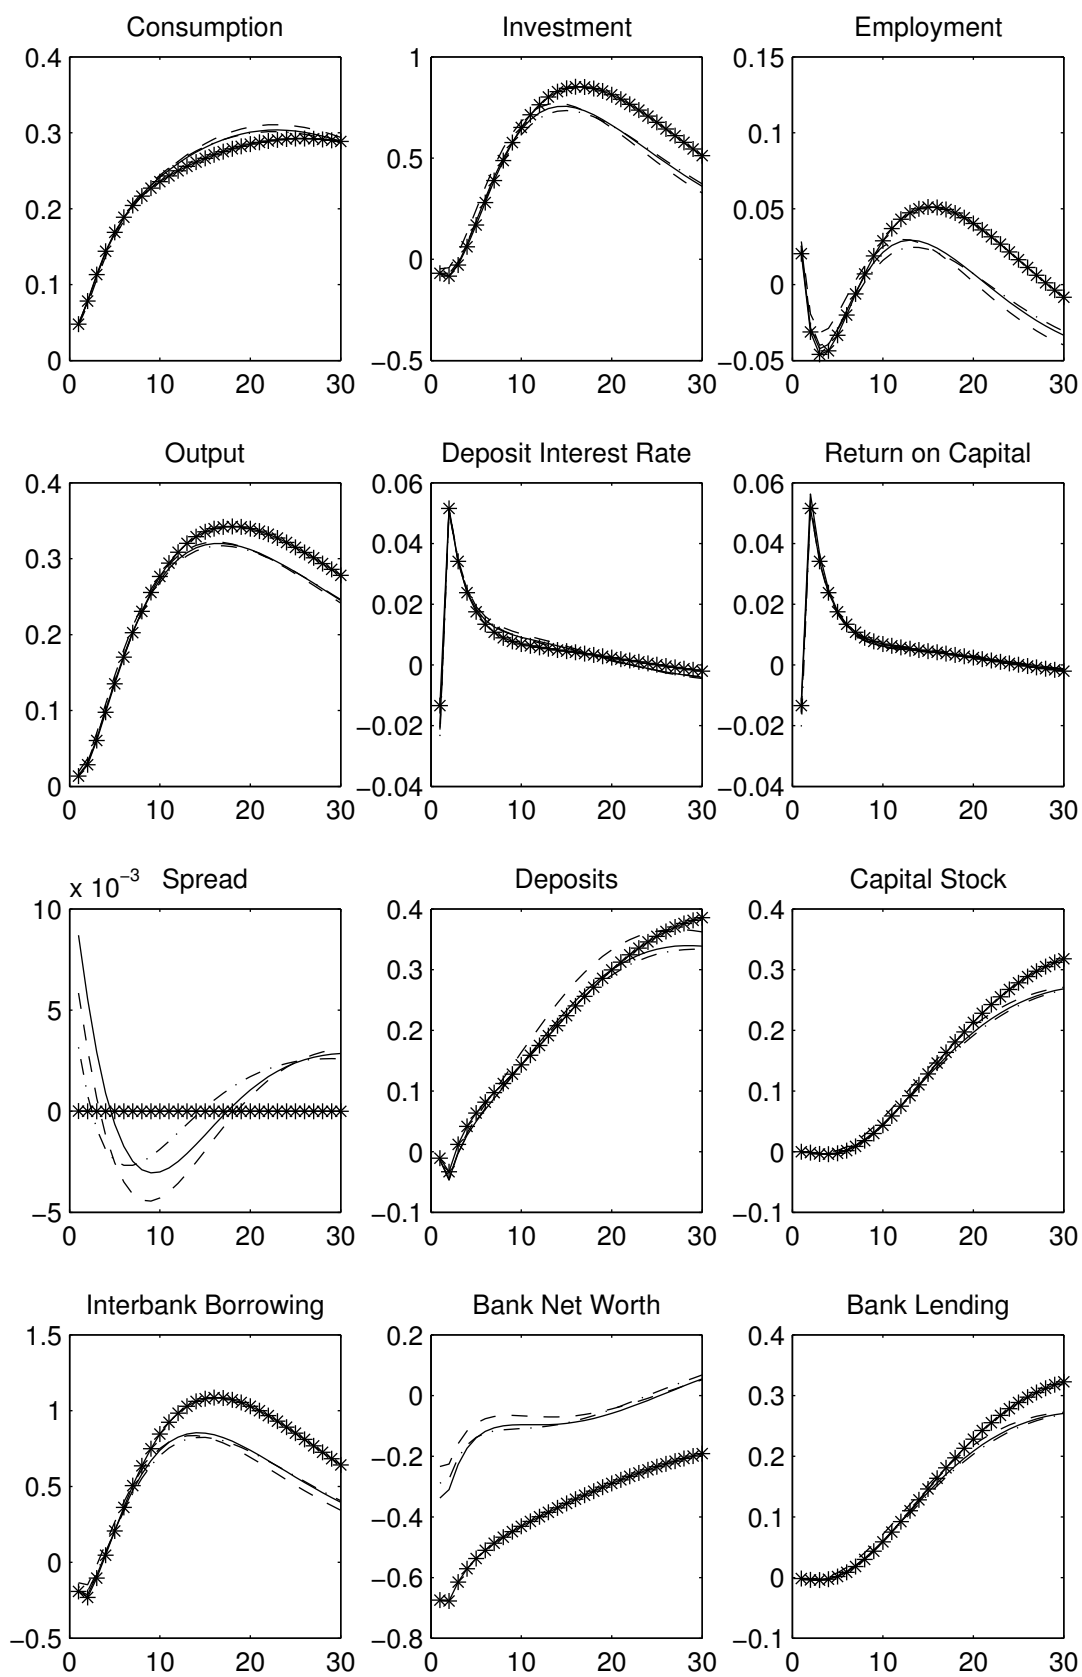 Consumption Investment Employment
0.4 1 0.15
0.3 0.5 0.1
0.2 0 0.05
0.1 0
0 −0.5 −0.05
0 10 20 30 0 10 20 30 0 10 20 30
Output Deposit Interest Rate Return on Capital
0.4 0.06 0.06
0.3 0.04 0.04
0.2 0.02 0.02
0 0
0.1 −0.02 −0.02
0 −0.04 −0.04
0 10 20 30 0 10 20 30 0 10 20 30
x 10−3 Spread Deposits Capital Stock
10 0.4 0.4
0.3 0.3
5 0.2 0.2
0 0.1 0.1
0 0
−5 −0.1 −0.1
0 10 20 30 0 10 20 30 0 10 20 30
Interbank Borrowing Bank Net Worth Bank Lending
1.5 0.2 0.4
0 0.3
1 −0.2 0.2
0.5 −0.4 0.1
0 −0.6 0
−0.5 −0.8 −0.1
0 10 20 30 0 10 20 30 0 10 20 30